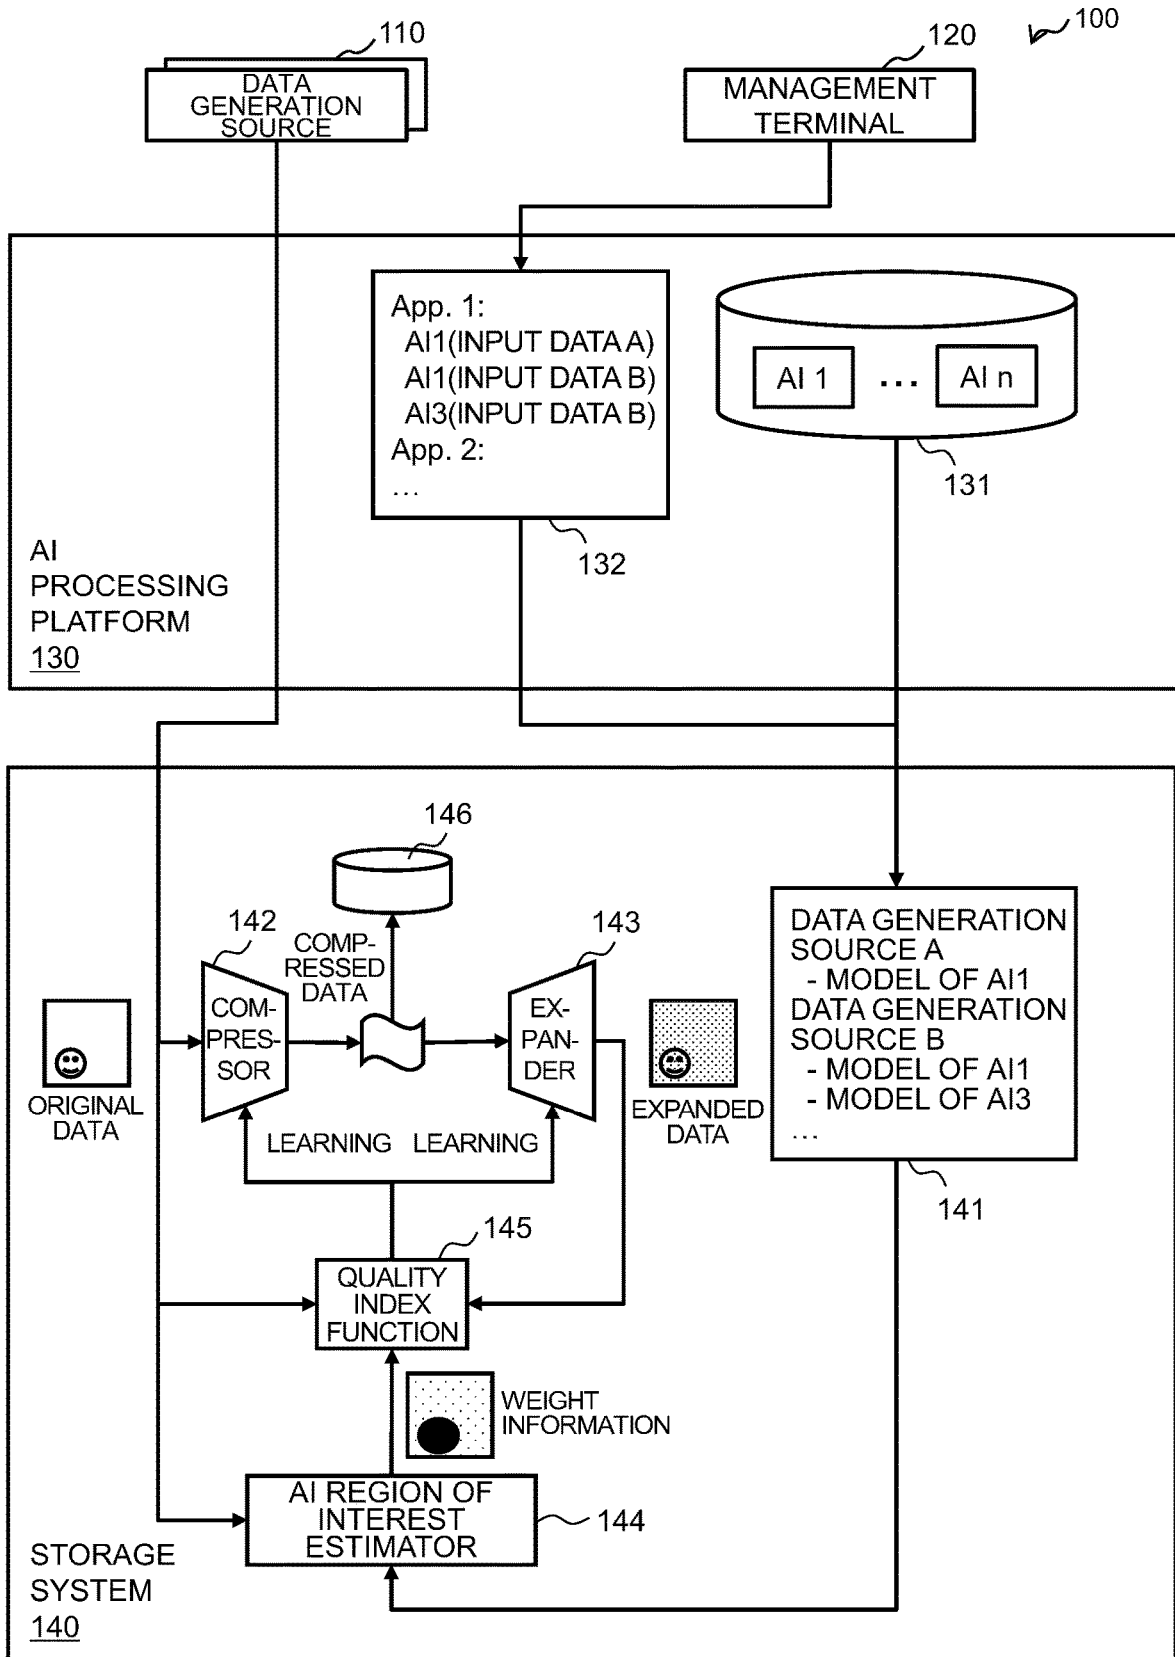 100
110
DATA
GENERATION
SOURCE
120
MANAGEMENT
TERMINAL
App. 1:
AI1(INPUT DATA A)
AI1(INPUT DATA B)
AI3(INPUT DATA B)
App. 2:
...
132
AI 1
...
AI n
131
AI
PROCESSING
PLATFORM
130
146
142
COMP-
RESSED
DATA
143
COM-
PRES-
SOR
EX-
PAN-
DER
ORIGINAL
DATA
EXPANDED
DATA
LEARNING
LEARNING
DATA GENERATION
SOURCE A
- MODEL OF AI1
DATA GENERATION
SOURCE B
- MODEL OF AI1
- MODEL OF AI3
...
141
145
QUALITY
INDEX
FUNCTION
WEIGHT
INFORMATION
AI REGION OF
INTEREST
ESTIMATOR
144
STORAGE
SYSTEM
140